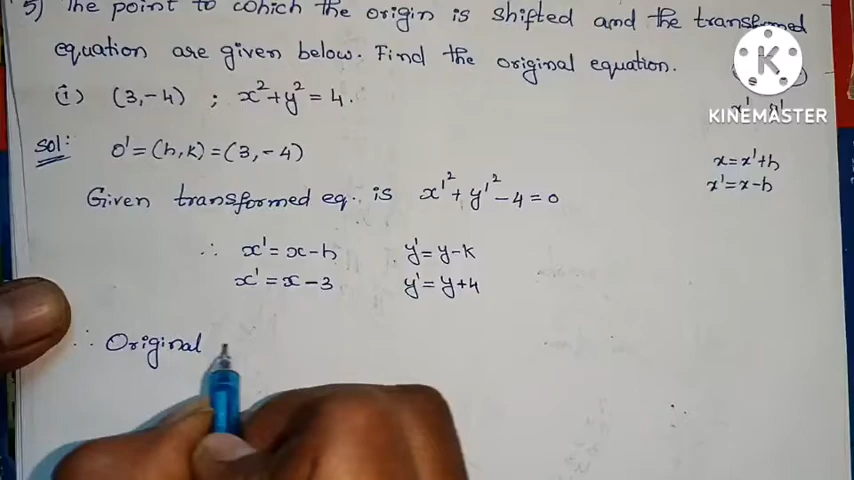 5) The point to which the origin is shifted and the transformed
equation are given below. Find the original equation.
(i) (3,-4) ; x²+y² = 4.
KINEMASTER
sol: O' = (h,k) = (3,-4)
x = x'+h
x' = x-h
Given transformed eq. is x'²+y'²-4=0
∴ x' = x-h y' = y-k
x' = x-3 y' = y+4
∴ Original